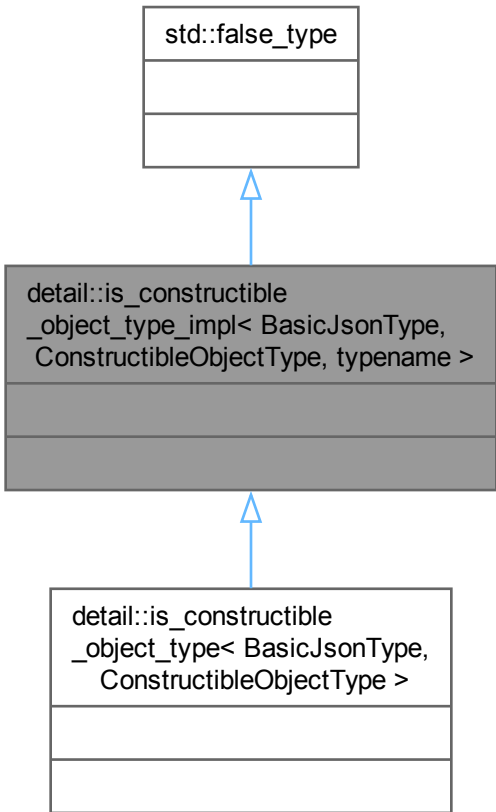 std::false_type
detail::is_constructible
_object_type_impl< BasicJsonType,
ConstructibleObjectType, typename >
detail::is_constructible
_object_type< BasicJsonType,
ConstructibleObjectType >